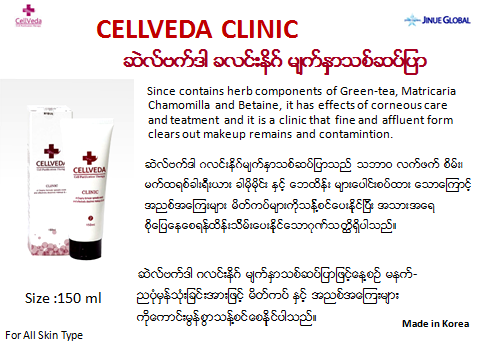 CellVeda
JINUE GLOBAL
CELLVEDA CLINIC
ဆဲလ်ဗက်ဒါ ခလင်းနိဂ် မျက်နှာသစ်ဆပ်ပြာ
Since contains herb components of Green-tea, Matricaria
Chamomilla and Betaine, it has effects of corneous care
and teatment and it is a clinic that fine and affluent form
clears out makeup remains and contamintion.
ဆဲလ်ဗက်ဒါ ဂလင်းနိဂ်မျက်နှာသစ်ဆပ်ပြာသည် သဘာဝ လက်ဖက် စိမ်း၊
မက်ထရစ်ခါးရီးယား ခါမိုမိုင်း နှင့် ဘေထိန်း များပေါင်းစပ်ထား သောကြောင့်
အညစ်အကြေးများ မိတ်ကပ်များကိုသန့်စင်ပေးနိုင်ပြီး အသားအရေ
စိုပြေနေစေရန်ထိန်းသိမ်းပေးနိုင်သောဂုဏ်သတ္တိရှိပါသည်။
CELLVEDA
CLINIC
ဆဲလ်ဗက်ဒါ ဂလင်းနိဂ် မျက်နှာသစ်ဆပ်ပြာဖြင့်နေ့စဉ် မနက်-
ညပုံမှန်သုံးခြင်းအားဖြင့် မိတ်ကပ် နှင့် အညစ်အကြေးများ
ကိုကောင်းမွန်စွာသန့်စင်စေနိုင်ပါသည်။
Size :150 ml
For All Skin Type
Made in Korea